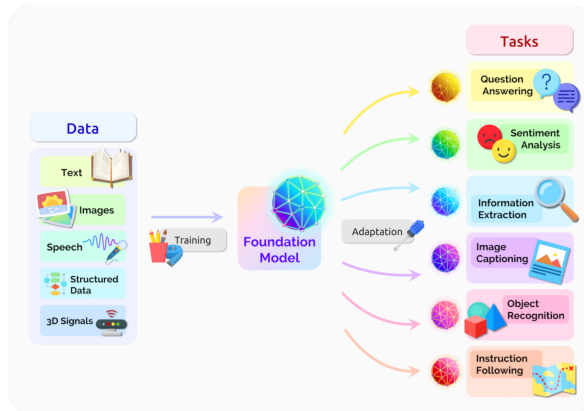 Data
Text
Images
Speech
Structured
Data
3D Signals
Training
Foundation
Model
Adaptation
Tasks
Question
Answering
?
Sentiment
Analysis
Information
Extraction
Image
Captioning
Object
Recognition
Instruction
Following